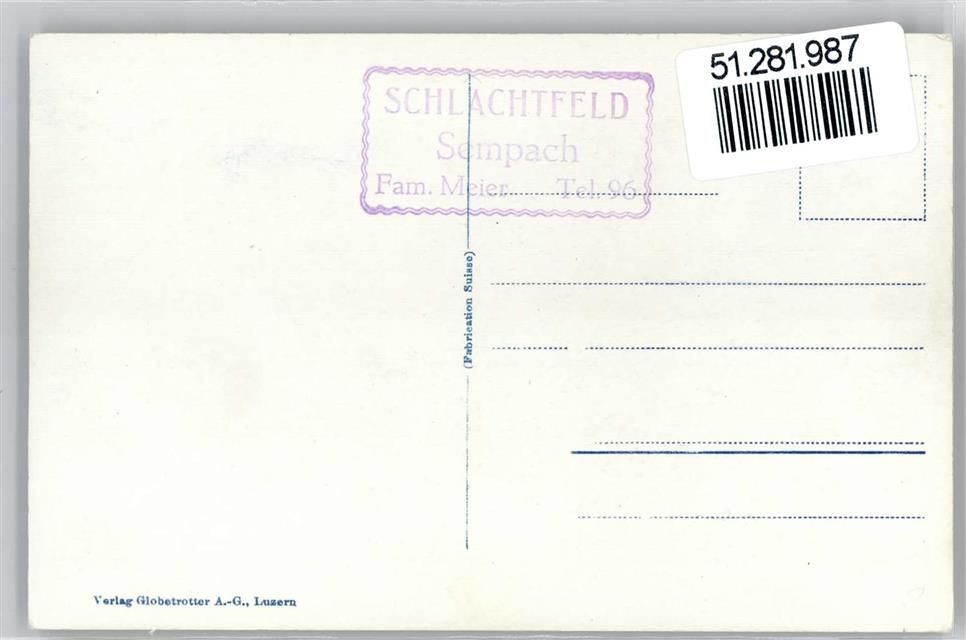 51.281.987
SCHLACHTFELD
Sempach
Fam. Meier Tel. 96
(Fabrication Suisse)
Verlag Globetrotter A.-G., Luzern